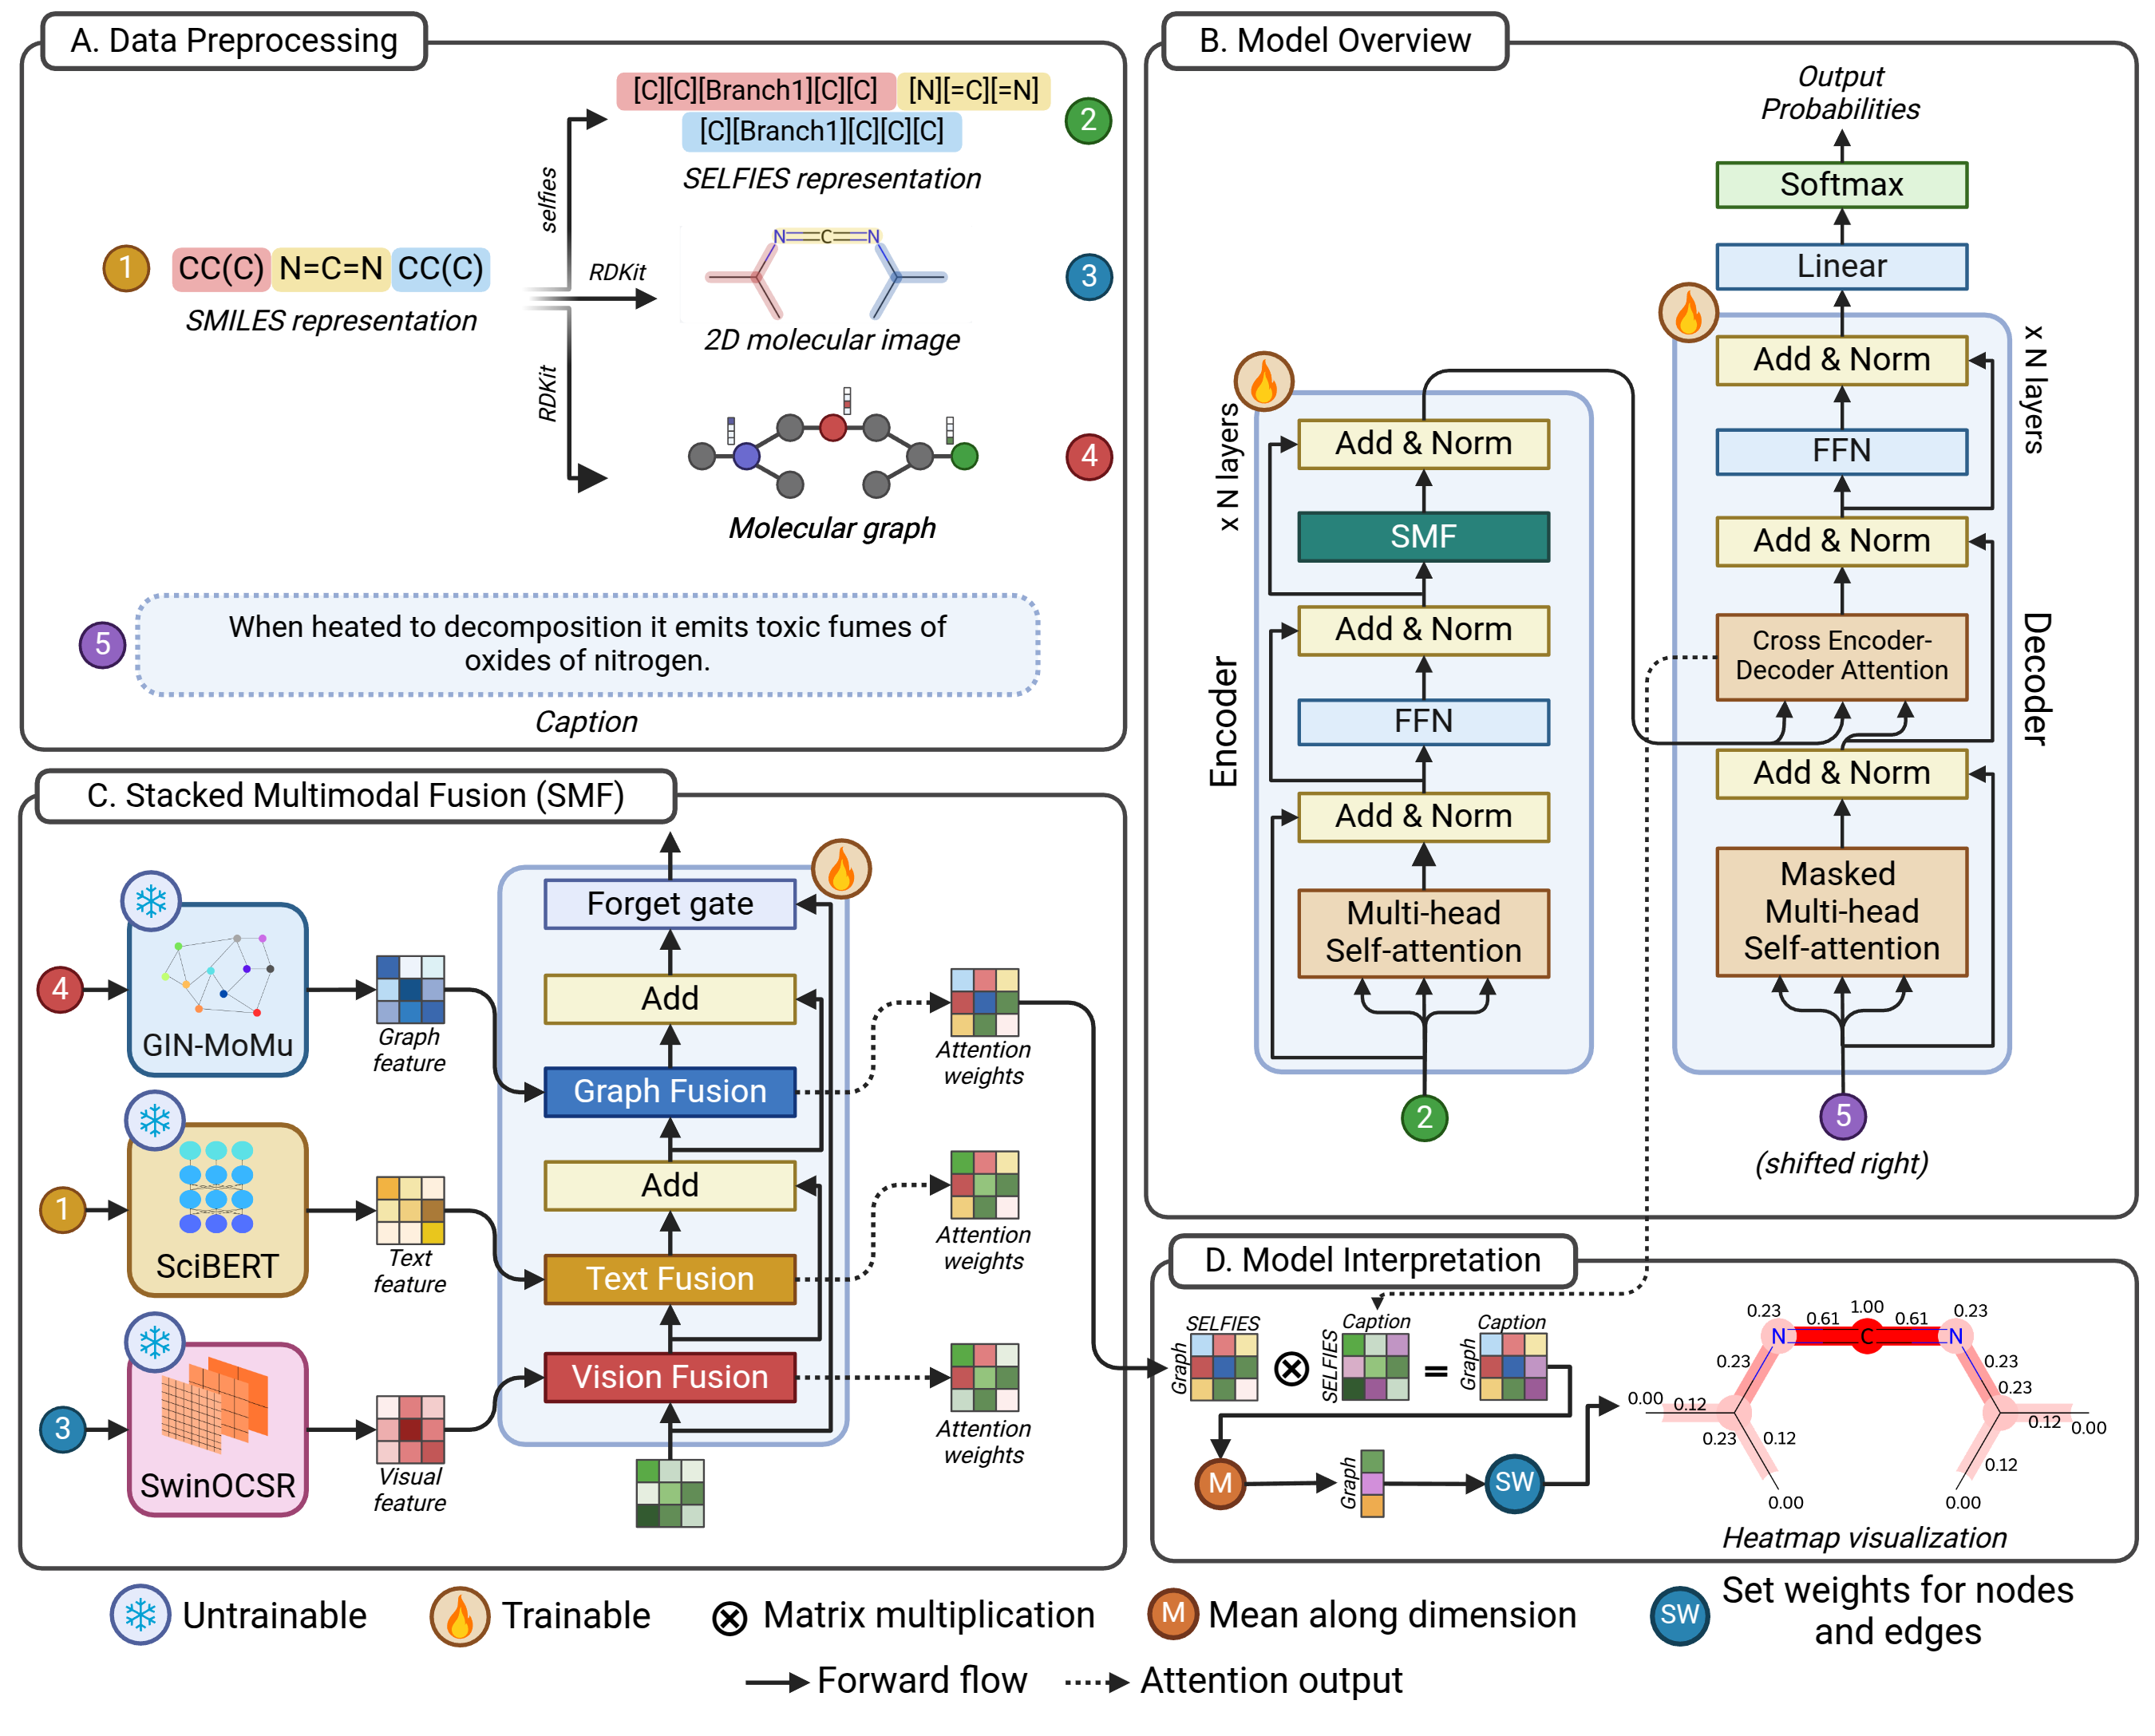 A. Data Preprocessing
[C][C][Branch1][C][C] [N][=C][=N]
[C][Branch1][C][C][C]
2
SELFIES representation
selfies
1
CC(C) N=C=N CC(C)
SMILES representation
RDKit
N C N
3
2D molecular image
RDKit
4
Molecular graph
5
When heated to decomposition it emits toxic fumes of
oxides of nitrogen.
Caption
B. Model Overview
Output
Probabilities
Softmax
Linear
Add & Norm
x N layers
FFN
Add & Norm
Cross Encoder-
Decoder Attention
Decoder
Add & Norm
Masked
Multi-head
Self-attention
5
(shifted right)
x N layers
Add & Norm
SMF
Add & Norm
Encoder
FFN
Add & Norm
Multi-head
Self-attention
2
C. Stacked Multimodal Fusion (SMF)
Forget gate
4
GIN-MoMu
Graph
feature
Add
Graph Fusion
Attention
weights
1
SciBERT
Text
feature
Add
Text Fusion
Attention
weights
3
SwinOCSR
Visual
feature
Vision Fusion
Attention
weights
D. Model Interpretation
SELFIES
Graph
⊗
Caption
SELFIES
=
Caption
Graph
M
Graph
SW
0.23 0.61 1.00 0.61 0.23
N C N
0.23 0.23
0.00 0.12 0.23
0.23 0.12 0.12 0.00
0.12
0.00 0.00
Heatmap visualization
Untrainable
Trainable
⊗ Matrix multiplication
M Mean along dimension
SW Set weights for nodes
and edges
Forward flow
Attention output